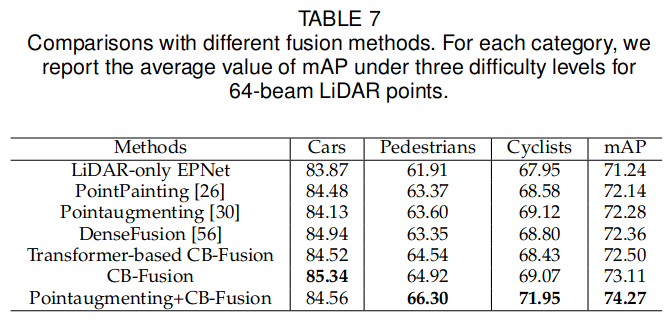 TABLE 7
Comparisons with different fusion methods. For each category, we
report the average value of mAP under three difficulty levels for
64-beam LiDAR points.
Methods Cars Pedestrians Cyclists mAP
LiDAR-only EPNet 83.87 61.91 67.95 71.24
PointPainting [26] 84.48 63.37 68.58 72.14
Pointaugmenting [30] 84.13 63.60 69.12 72.28
DenseFusion [56] 84.94 63.35 68.80 72.36
Transformer-based CB-Fusion 84.52 64.54 68.43 72.50
CB-Fusion 85.34 64.92 69.07 73.11
Pointaugmenting+CB-Fusion 84.56 66.30 71.95 74.27